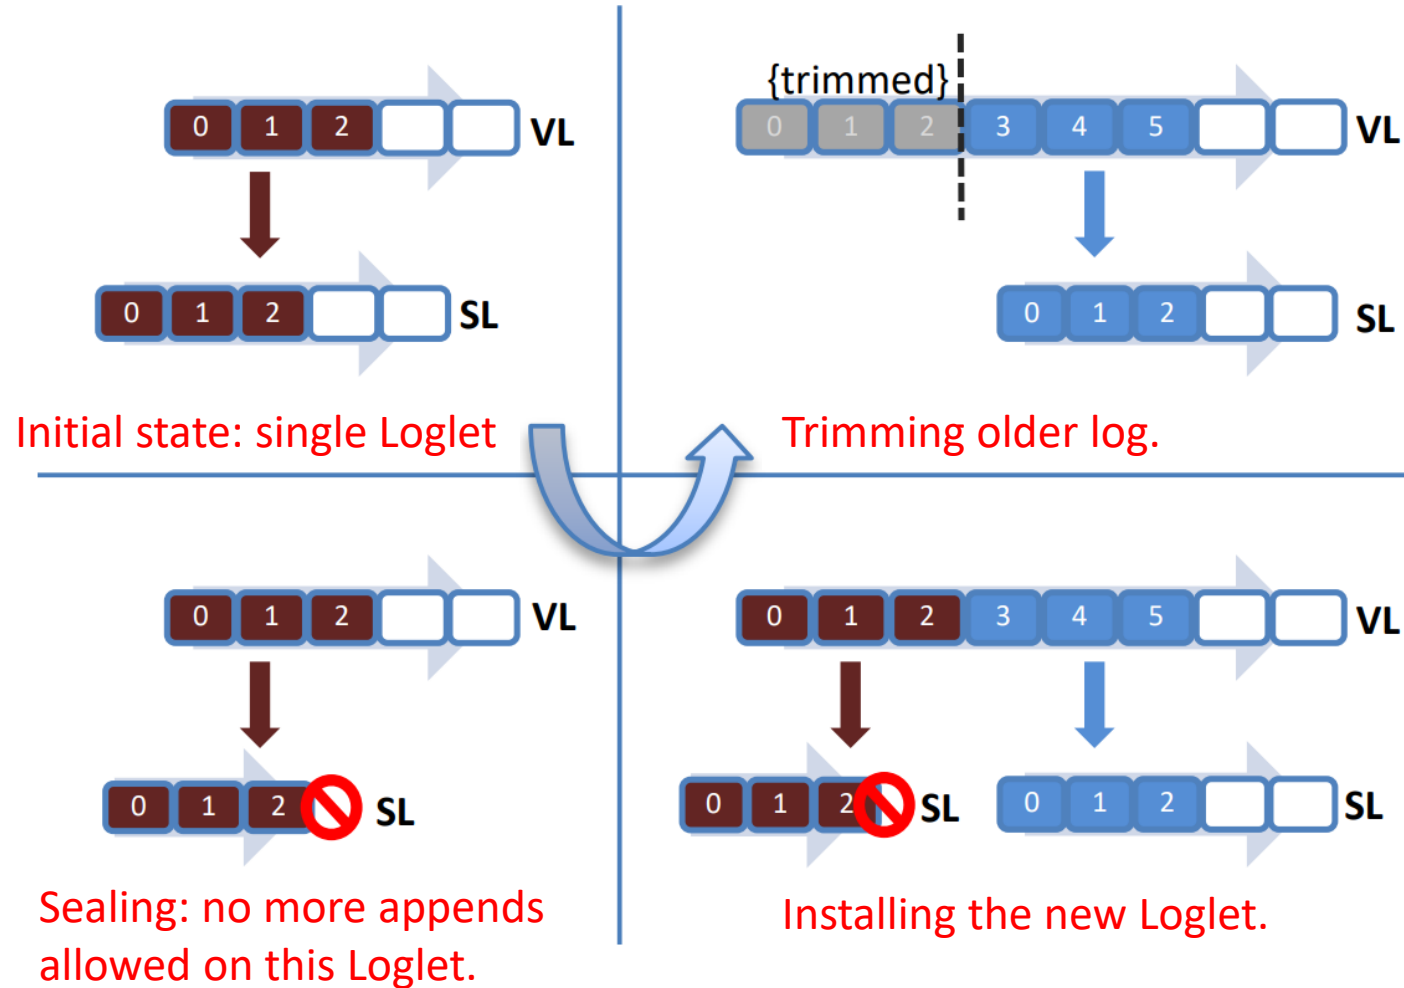 0 1 2 VL
0 1 2 SL
Initial state: single Loglet
{trimmed}
0 1 2 3 4 5 VL
0 1 2 SL
Trimming older log.
0 1 2 VL
0 1 2 SL
Sealing: no more appends
allowed on this Loglet.
0 1 2 3 4 5 VL
0 1 2 SL 0 1 2 SL
Installing the new Loglet.